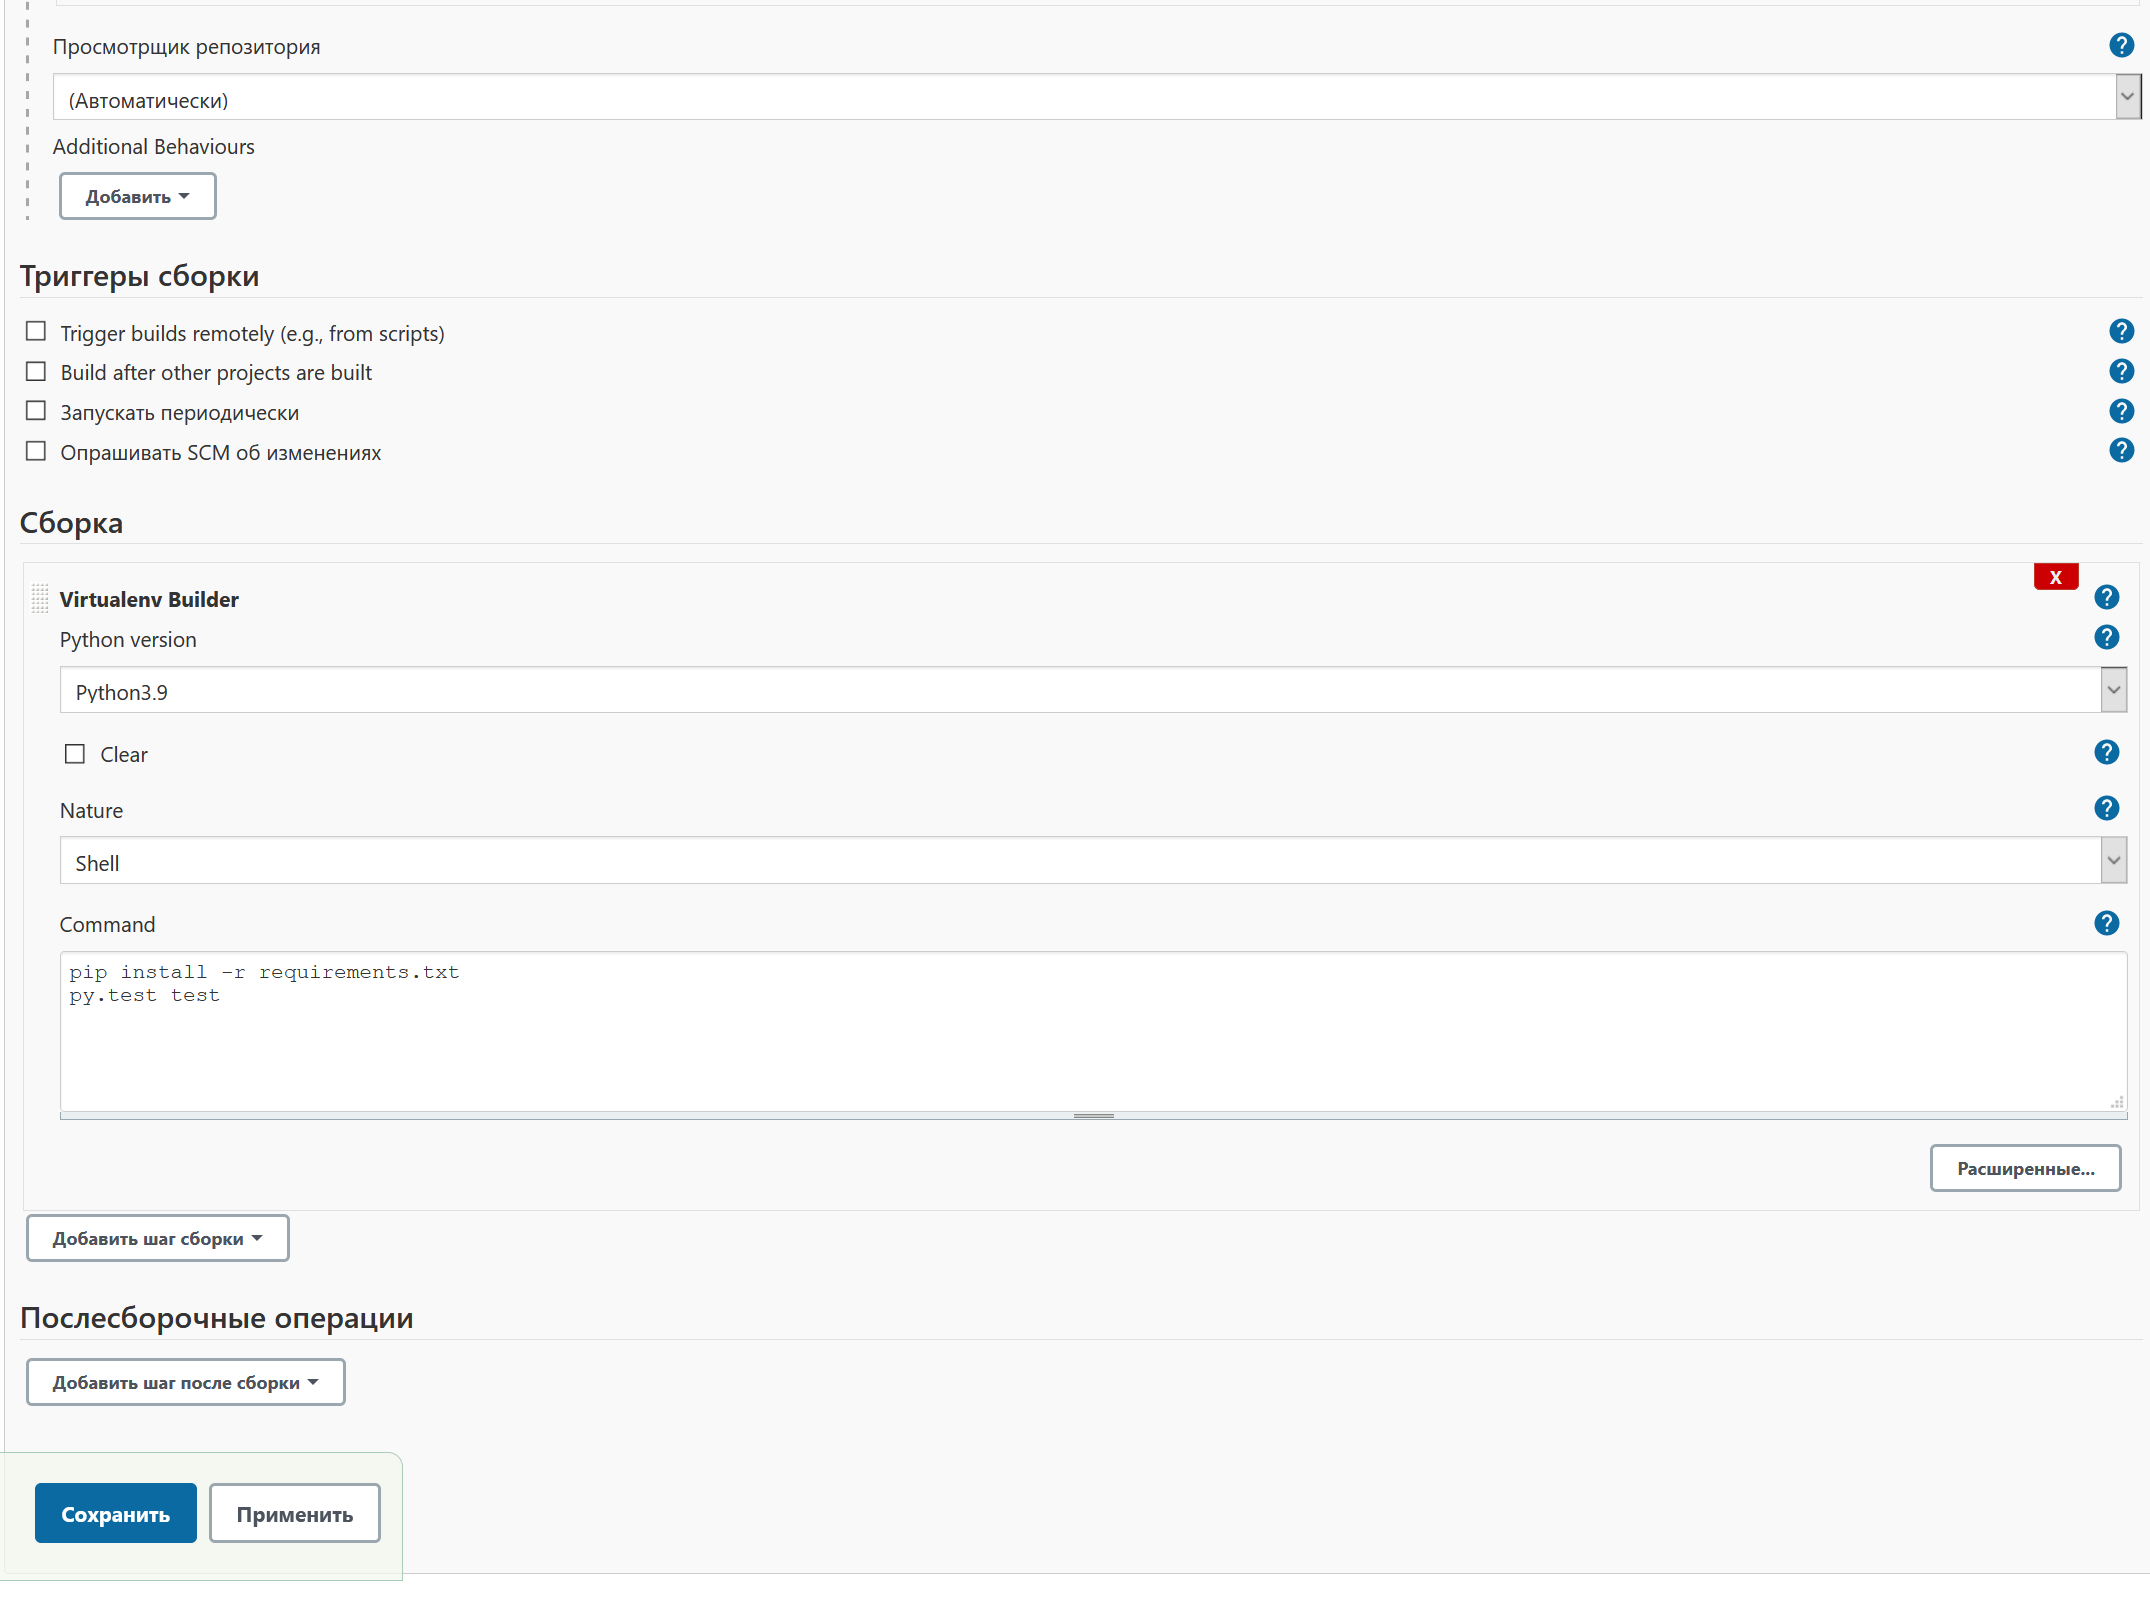 Просмотрщик репозитория
(Автоматически)
Additional Behaviours
Добавить
Триггеры сборки
Trigger builds remotely (e.g., from scripts)
Build after other projects are built
Запускать периодически
Опрашивать SCM об изменениях
Сборка
X
Virtualenv Builder
Python version
Python3.9
Clear
Nature
Shell
Command
pip install -r requirements.txt
py.test test
Расширенные...
Добавить шаг сборки
Послесборочные операции
Добавить шаг после сборки
Сохранить Применить